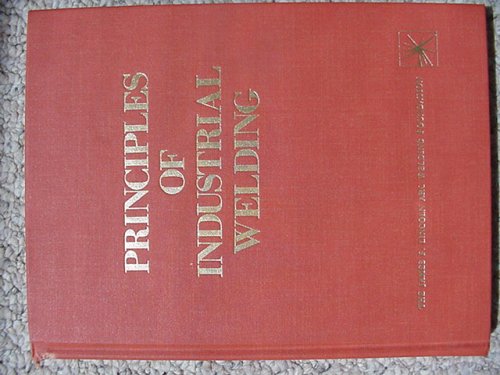 PRINCIPLES
OF
INDUSTRIAL
WELDING
THE JAMES F. LINCOLN ARC WELDING FOUNDATION